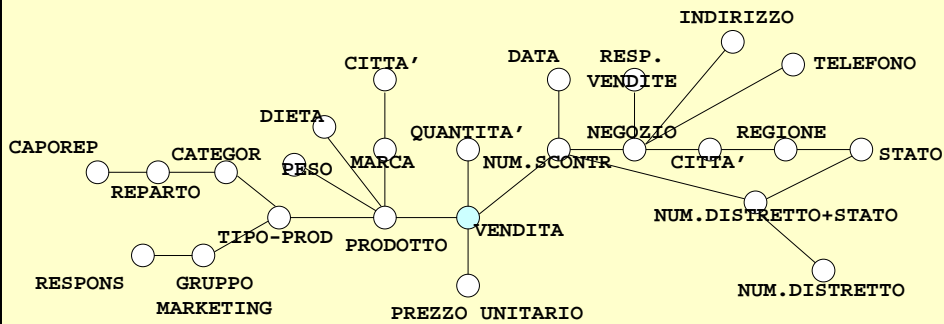 INDIRIZZO
DATA
RESP.
VENDITE
TELEFONO
CITTA'
DIETA
QUANTITA'
NEGOZIO
REGIONE
CAPOREP
CATEGOR
PESO
MARCA
NUM.SCONTR
CITTA'
STATO
REPARTO
NUM.DISTRETTO+STATO
TIPO-PROD
PRODOTTO
VENDITA
RESPONS
GRUPPO
MARKETING
NUM.DISTRETTO
PREZZO UNITARIO